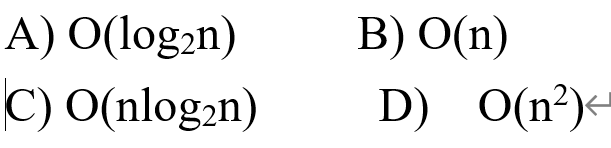 A) O(log₂n) B) O(n)
C) O(nlog₂n) D) O(n²)↵